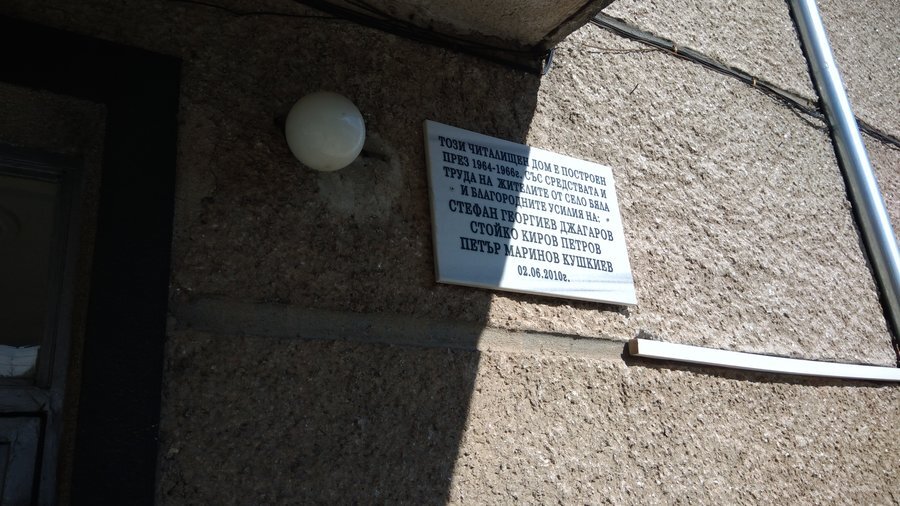 ТОЗИ ЧИТАЛИЩЕН ДОМ Е ПОСТРОЕН
ПРЕЗ 1964-1966г. СЪС СРЕДСТВАТА И
ТРУДА НА ЖИТЕЛИТЕ ОТ СЕЛО БЯЛА
И БЛАГОРОДНИТЕ УСИЛИЯ НА:
СТЕФАН ГЕОРГИЕВ ДЖАГАРОВ
СТОЙКО КИРОВ ПЕТРОВ
ПЕТЪР МАРИНОВ КУШКИЕВ
02.06.2010г.